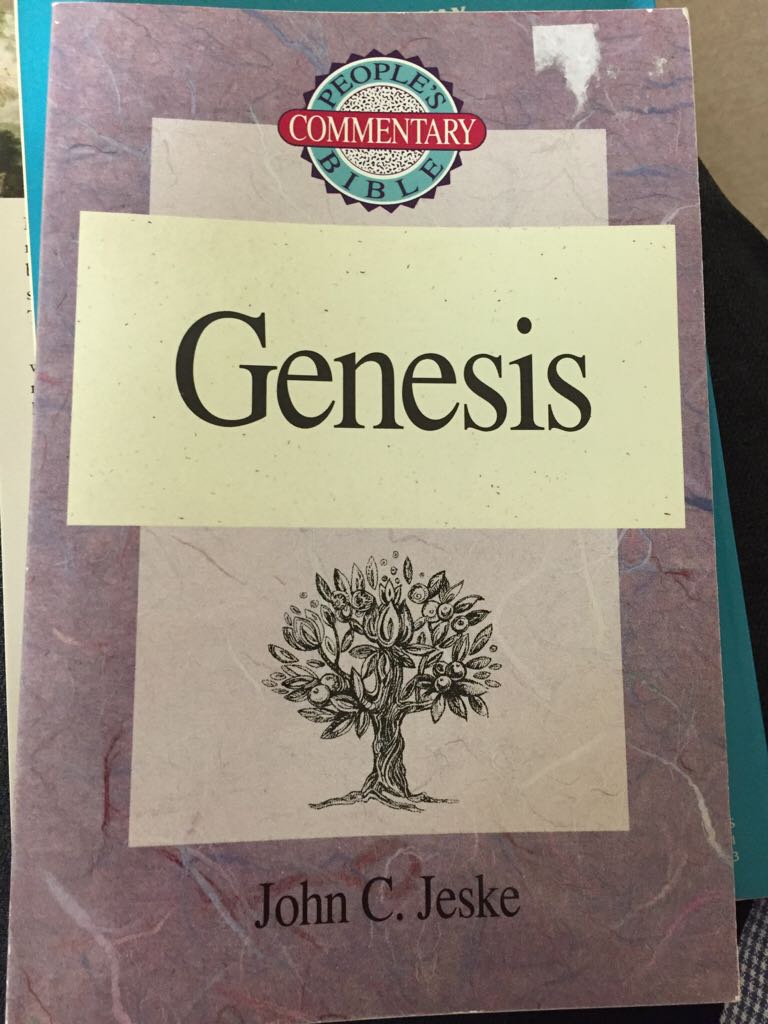 PEOPLE'S
COMMENTARY
BIBLE
Genesis
John C. Jeske